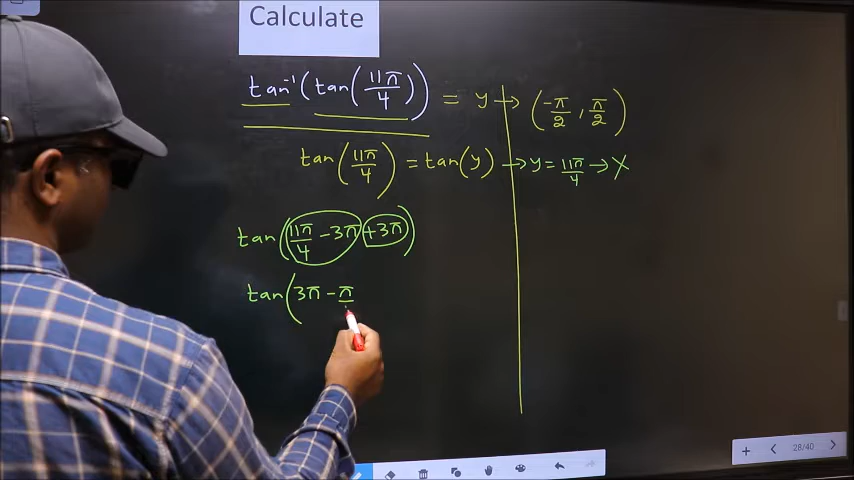 Calculate
tan⁻¹(tan(11π/4)) = y → (-π/2, π/2)
tan(11π/4) = tan(y) → y = 11π/4 → X
tan(11π/4 - 3π + 3π)
tan(3π - π
28/40